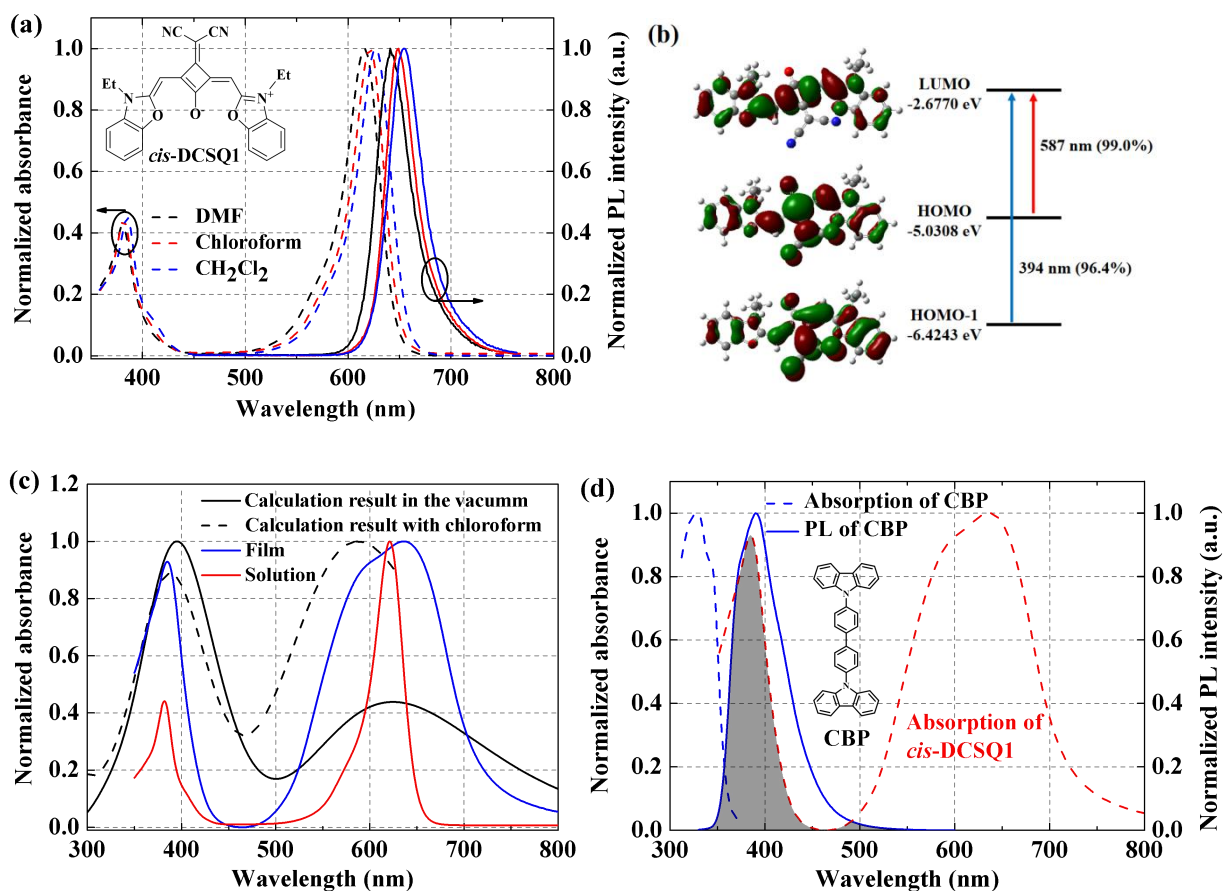 (a)
NC CN
Et
Et
N
N+
O
O
O
cis-DCSQ1
DMF
Chloroform
CH2Cl2
1.0
0.8
0.6
0.4
0.2
0.0
Normalized absorbance
1.0
0.8
0.6
0.4
0.2
0.0
Normalized PL intensity (a.u.)
400 500 600 700 800
Wavelength (nm)
(b)
LUMO
-2.6770 eV
587 nm (99.0%)
HOMO
-5.0308 eV
394 nm (96.4%)
HOMO-1
-6.4243 eV
(c)
Calculation result in the vacumm
Calculation result with chloroform
Film
Solution
1.2
1.0
0.8
0.6
0.4
0.2
0.0
Normalized absorbance
300 400 500 600 700 800
Wavelength (nm)
(d)
Absorption of CBP
PL of CBP
N
N
CBP
Absorption of
cis-DCSQ1
1.0
0.8
0.6
0.4
0.2
0.0
Normalized absorbance
1.0
0.8
0.6
0.4
0.2
0.0
Normalized PL intensity (a.u.)
300 400 500 600 700 800
Wavelength (nm)